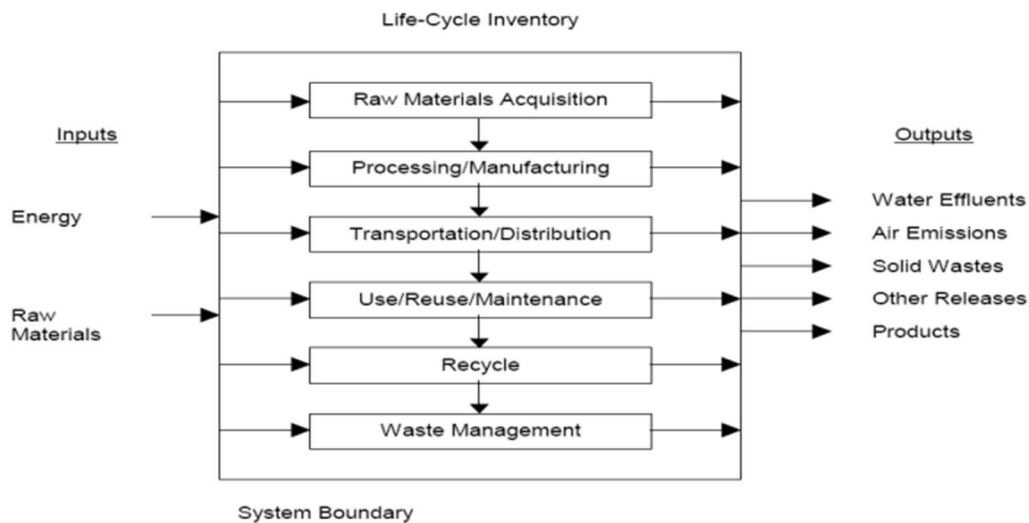 Life-Cycle Inventory
Inputs
Energy
Raw
Materials
Raw Materials Acquisition
Processing/Manufacturing
Transportation/Distribution
Use/Reuse/Maintenance
Recycle
Waste Management
Outputs
Water Effluents
Air Emissions
Solid Wastes
Other Releases
Products
System Boundary